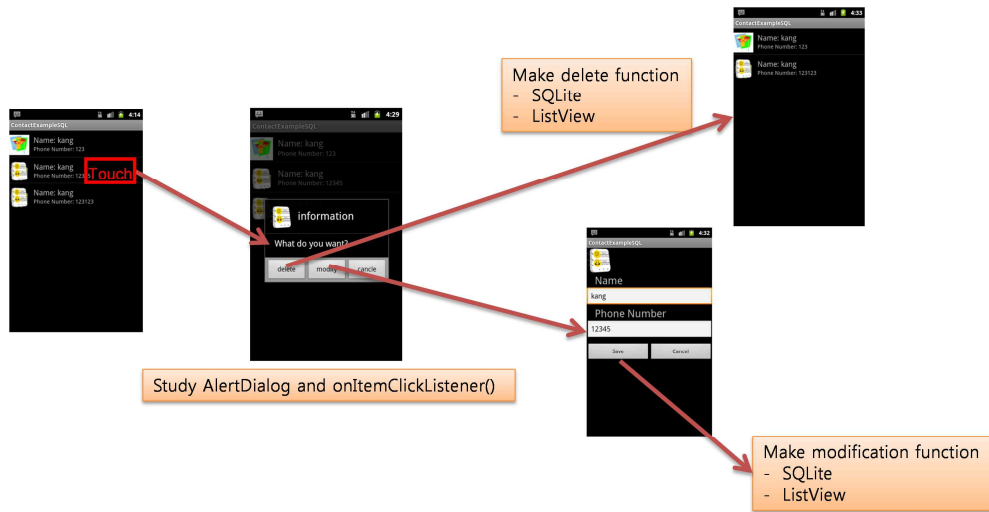 4:33
ContactExampleSQL
Name: kang
Phone Number: 123
Name: kang
Phone Number: 123123
Make delete function
- SQLite
- ListView
4:14
ContactExampleSQL
Name: kang
Phone Number: 123
Name: kang
Phone Number: 12345
Touch
Name: kang
Phone Number: 123123
4:29
ContactExampleSQL
Name: kang
Phone Number: 123
Name: kang
Phone Number: 12345
information
What do you want?
delete
modify
cancle
4:32
ContactExampleSQL
Name
kang
Phone Number
12345
Save
Cancel
Study AlertDialog and onItemClickListener()
Make modification function
- SQLite
- ListView